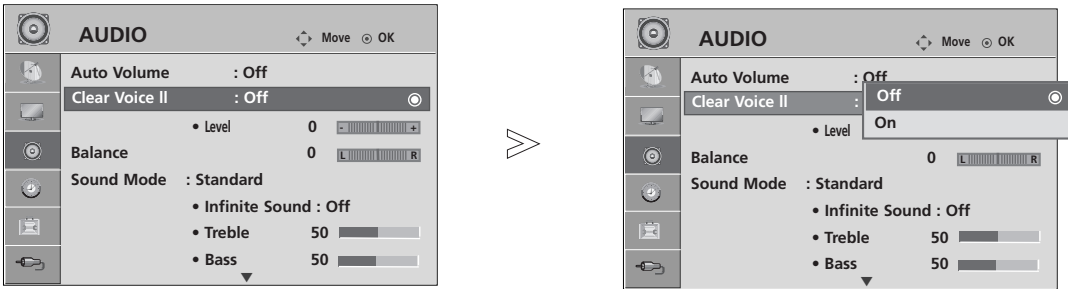 AUDIO
Move OK
Auto Volume : Off
Clear Voice ll : Off
• Level 0 - +
Balance 0 L R
Sound Mode : Standard
• Infinite Sound : Off
• Treble 50
• Bass 50
AUDIO
Move OK
Auto Volume : Off
Clear Voice ll :
Off
On
• Level
Balance 0 L R
Sound Mode : Standard
• Infinite Sound : Off
• Treble 50
• Bass 50